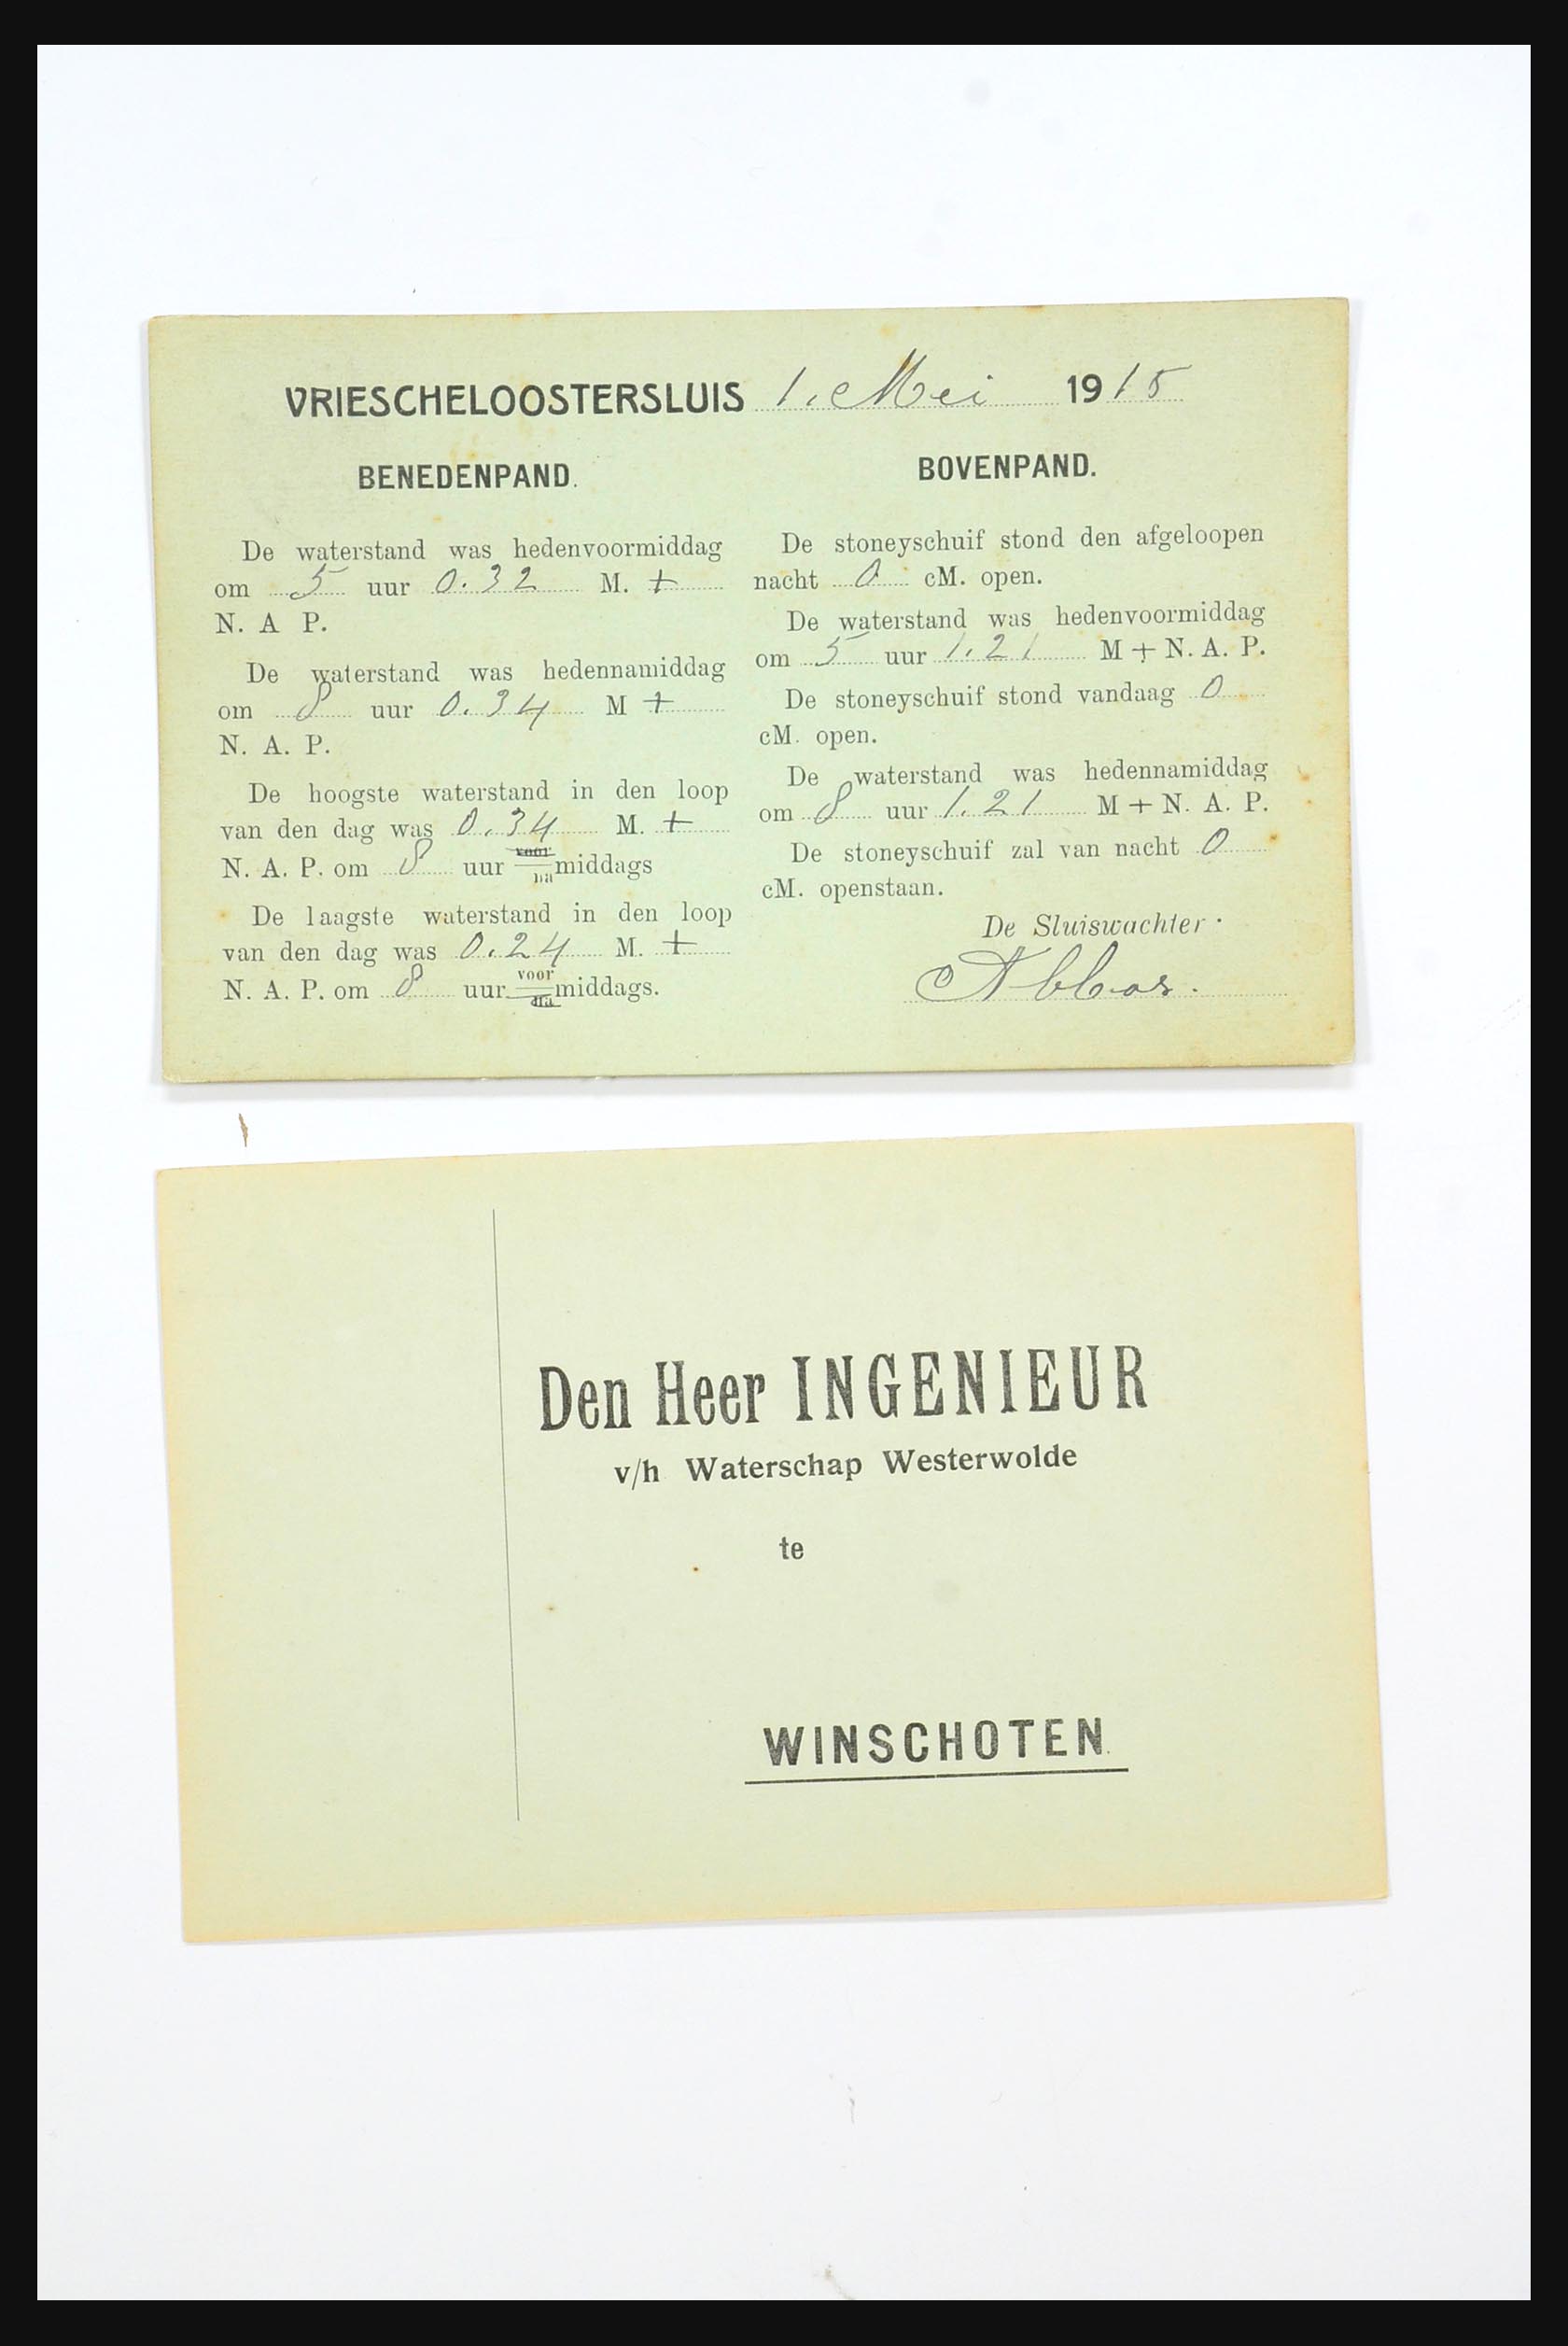 VRIESCHELOOSTERSLUIS 1. Mei 1915
BENEDENPAND.
De waterstand was hedenvoormiddag
om 5 uur 0.32 M. +
N. A P.
De waterstand was hedennamiddag
om 8 uur 0.34 M +
N. A. P.
De hoogste waterstand in den loop
van den dag was 0.34 M. +
N. A. P. om 8 uur voor/na middags
De laagste waterstand in den loop
van den dag was 0.24 M. +
N. A. P. om 8 uur voor/na middags.
BOVENPAND.
De stoneyschuif stond den afgeloopen
nacht 0 cM. open.
De waterstand was hedenvoormiddag
om 5 uur 1.21 M + N. A. P.
De stoneyschuif stond vandaag 0
cM. open.
De waterstand was hedennamiddag
om 8 uur 1.21 M + N. A. P.
De stoneyschuif zal van nacht 0
cM. openstaan.
De Sluiswachter.
Den Heer INGENIEUR
v/h Waterschap Westerwolde
te
WINSCHOTEN.